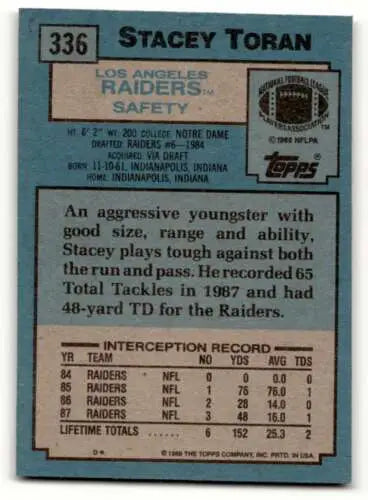 336 STACEY TORAN
LOS ANGELES
RAIDERS™
SAFETY
NATIONAL FOOTBALL LEAGUE
PLAYERS ASSOCIATION
© 1988 NFLPA
Topps®
HT: 6' 2" WT: 200 COLLEGE: NOTRE DAME
DRAFTED: RAIDERS #6—1984
ACQUIRED: VIA DRAFT
BORN: 11-10-61, INDIANAPOLIS, INDIANA
HOME: INDIANAPOLIS, INDIANA
An aggressive youngster with
good size, range and ability,
Stacey plays tough against both
the run and pass. He recorded 65
Total Tackles in 1987 and had
48-yard TD for the Raiders.
INTERCEPTION RECORD
YR TEAM NO YDS AVG TDS
84 RAIDERS NFL 0 0 0.0 0
85 RAIDERS NFL 1 76 76.0 1
86 RAIDERS NFL 2 28 14.0 0
87 RAIDERS NFL 3 48 16.0 1
LIFETIME TOTALS ...... 6 152 25.3 2
D* © 1988 THE TOPPS COMPANY, INC. PRTD. IN USA